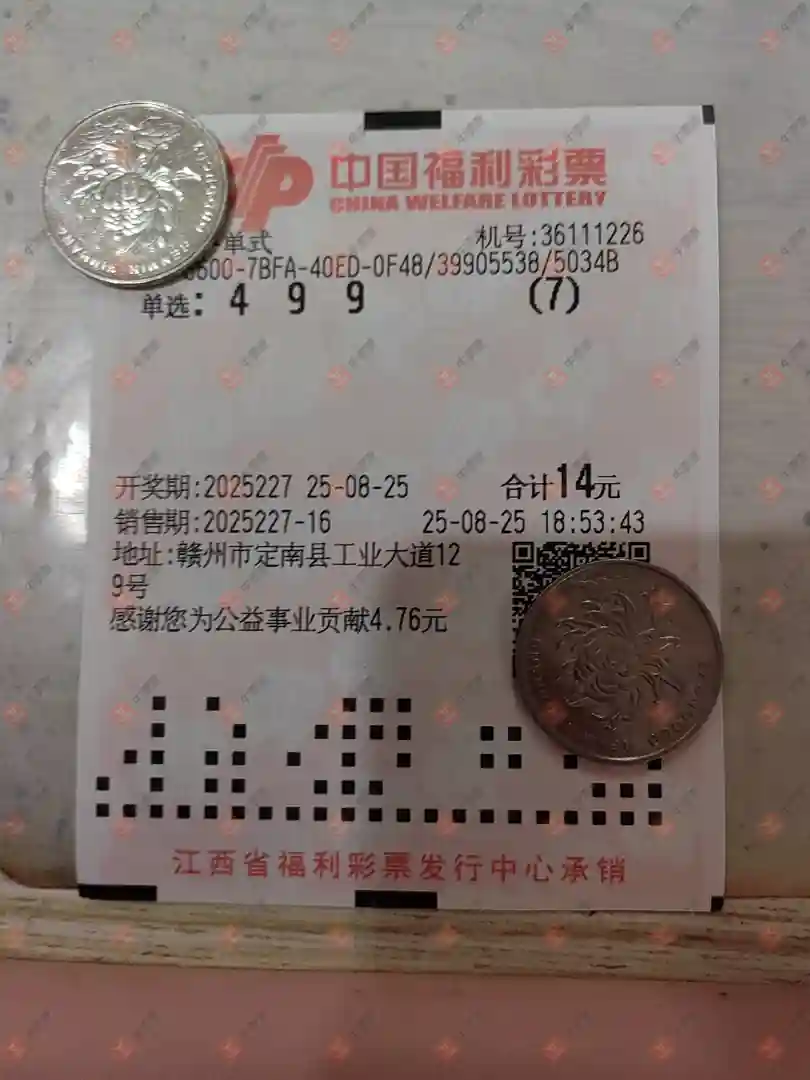 中国福利彩票
CHINA WELFARE LOTTERY
单式 机号:36111226
600-7BFA-40ED-0F48/39905538/5034B
单选: 4 9 9 (7)
开奖期:2025227 25-08-25 合计14元
销售期:2025227-16 25-08-25 18:53:43
地址:赣州市定南县工业大道12
9号
感谢您为公益事业贡献4.76元
江西省福利彩票发行中心承销